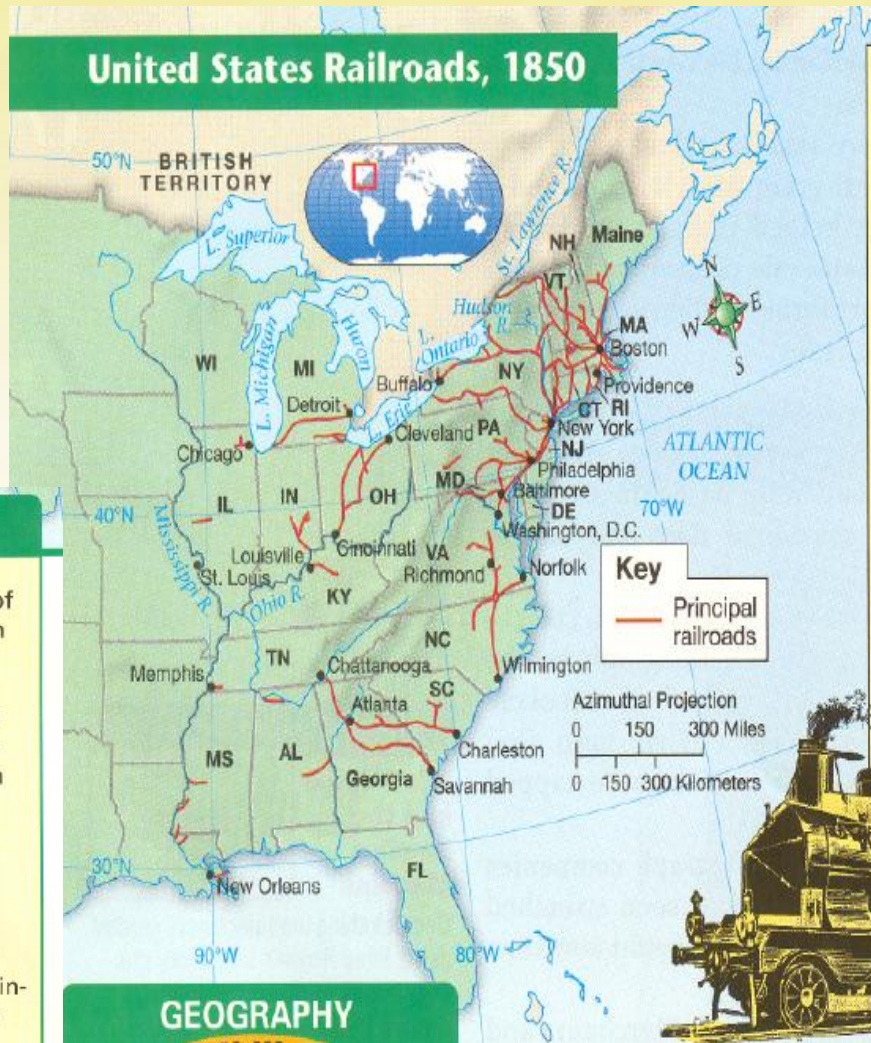 United States Railroads, 1850
50°N
BRITISH
TERRITORY
L. Superior
St. Lawrence R.
NH
Maine
VT
Hudson
R.
N
E
W
S
L. Michigan
Huron
L.
Ontario
MA
Boston
WI
MI
NY
Buffalo
Providence
Detroit
L. Erie
CT
RI
New York
Cleveland
PA
NJ
ATLANTIC
OCEAN
Chicago
Philadelphia
MD
Baltimore
IL
IN
OH
DE
40°N
70°W
Washington, D.C.
Mississippi R.
Louisville
Cincinnati
VA
St. Louis
Richmond
Norfolk
Ohio R.
KY
Key
Principal
railroads
NC
TN
Memphis
Chattanooga
Wilmington
SC
Atlanta
Azimuthal Projection
0 150 300 Miles
0 150 300 Kilometers
MS
AL
Charleston
Georgia
Savannah
30°N
FL
New Orleans
90°W
80°W
of
in-
GEOGRAPHY